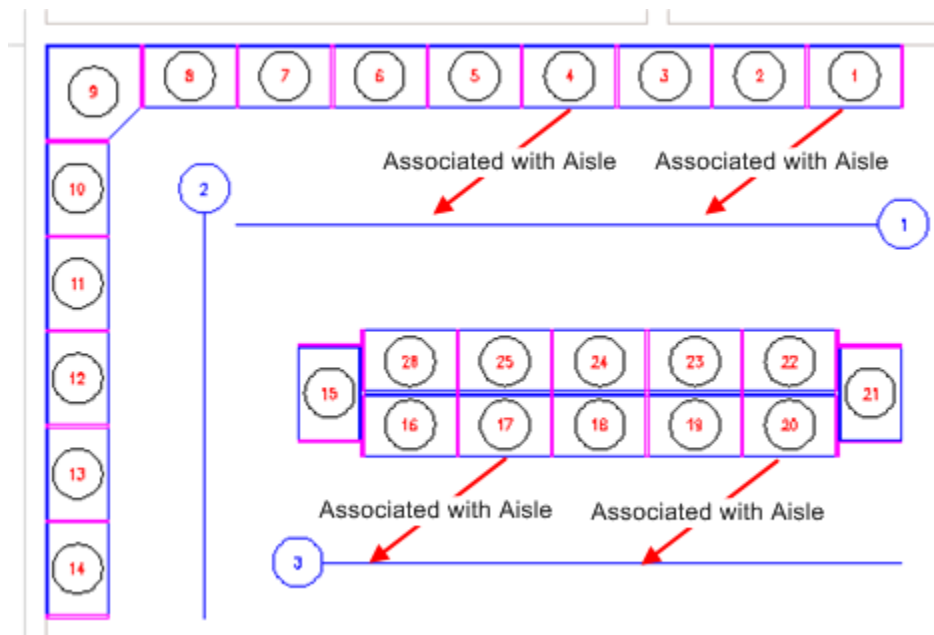 9 8 7 6 5 4 3 2 1
Associated with Aisle Associated with Aisle
10 2
1
11
28 25 24 23 22
12 15 21
16 17 18 19 20
13
Associated with Aisle Associated with Aisle
3
14